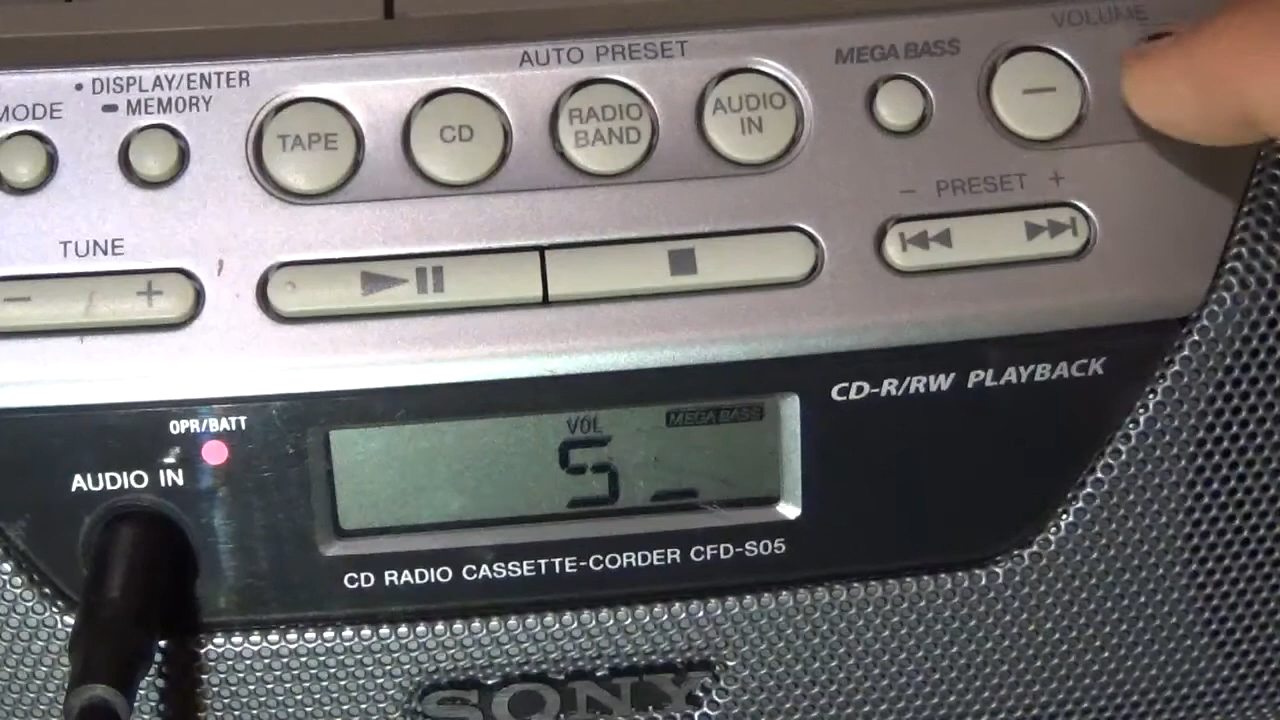 VOLUME
AUTO PRESET
MEGA BASS
MODE
• DISPLAY/ENTER
▬ MEMORY
TAPE
CD
RADIO
BAND
AUDIO
IN
−
− PRESET +
TUNE
− +
CD-R/RW PLAYBACK
OPR/BATT
AUDIO IN
VOL
MEGA BASS
5 _
CD RADIO CASSETTE-CORDER CFD-S05
SONY